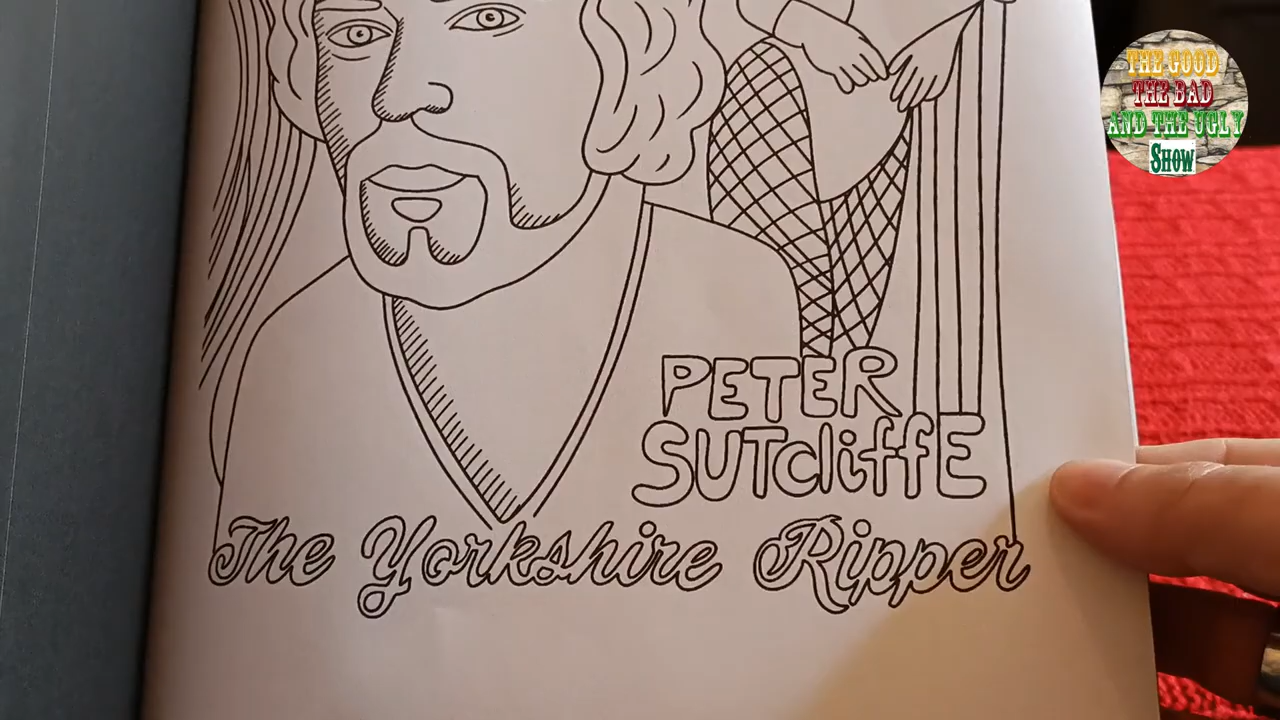 THE GOOD
THE BAD
AND THE UGLY
Show
PETER
SUTcliffE
The Yorkshire Ripper